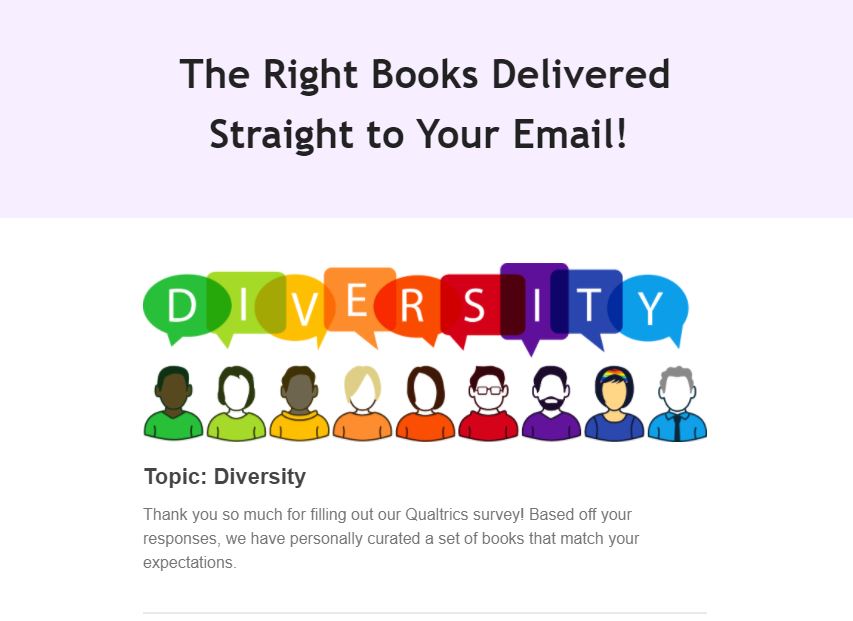 The Right Books Delivered
Straight to Your Email!
DIVERSITY
Topic: Diversity
Thank you so much for filling out our Qualtrics survey! Based off your
responses, we have personally curated a set of books that match your
expectations.